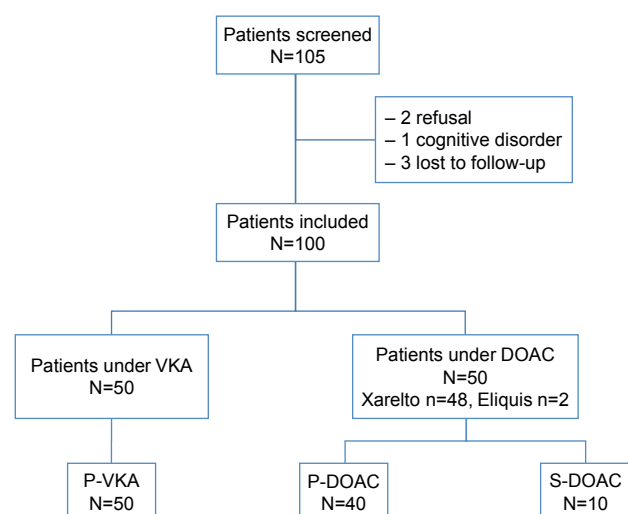 Patients screened
N=105
– 2 refusal
– 1 cognitive disorder
– 3 lost to follow-up
Patients included
N=100
Patients under VKA
N=50
Patients under DOAC
N=50
Xarelto n=48, Eliquis n=2
P-VKA
N=50
P-DOAC
N=40
S-DOAC
N=10